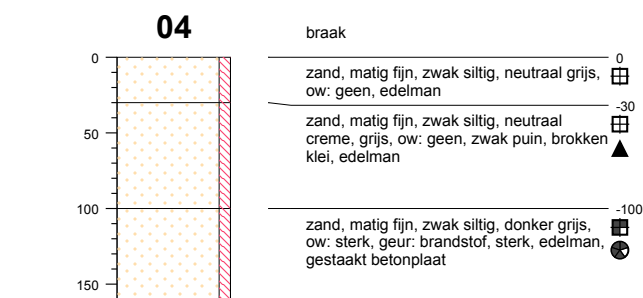 04
braak
0
0
zand, matig fijn, zwak siltig, neutraal grijs,
ow: geen, edelman
-30
zand, matig fijn, zwak siltig, neutraal
creme, grijs, ow: geen, zwak puin, brokken
klei, edelman
50
100
-100
zand, matig fijn, zwak siltig, donker grijs,
ow: sterk, geur: brandstof, sterk, edelman,
gestaakt betonplaat
150